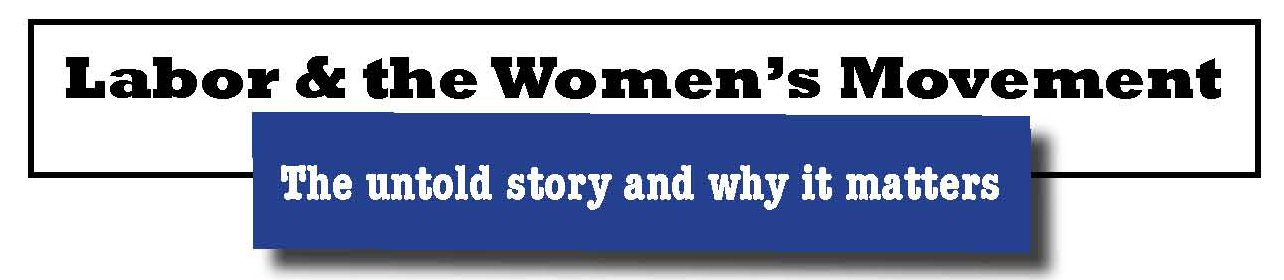 Labor & the Women’s Movement
The untold story and why it matters